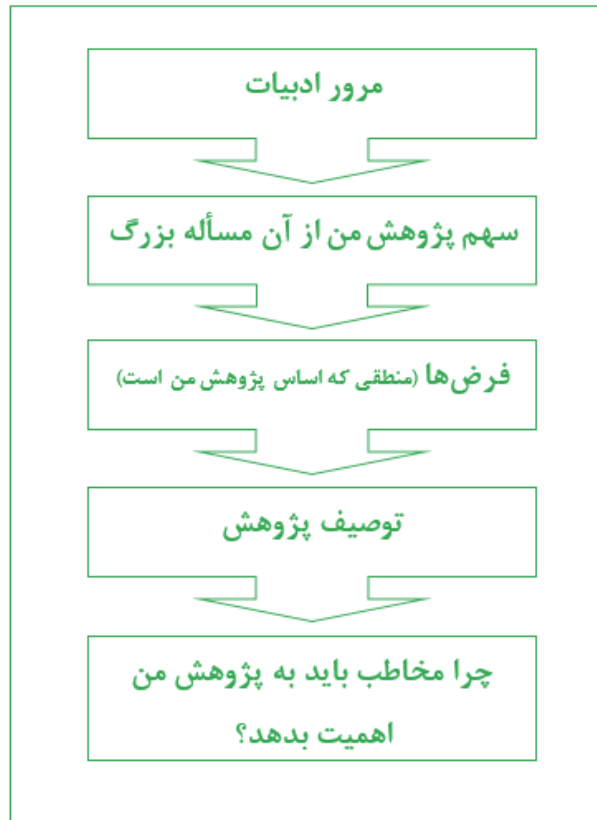 مرور ادبیات
سهم پژوهش من از آن مسأله بزرگ
فرض‌ها (منطقی که اساس پژوهش من است)
توصیف پژوهش
چرا مخاطب باید به پژوهش من
اهمیت بدهد؟